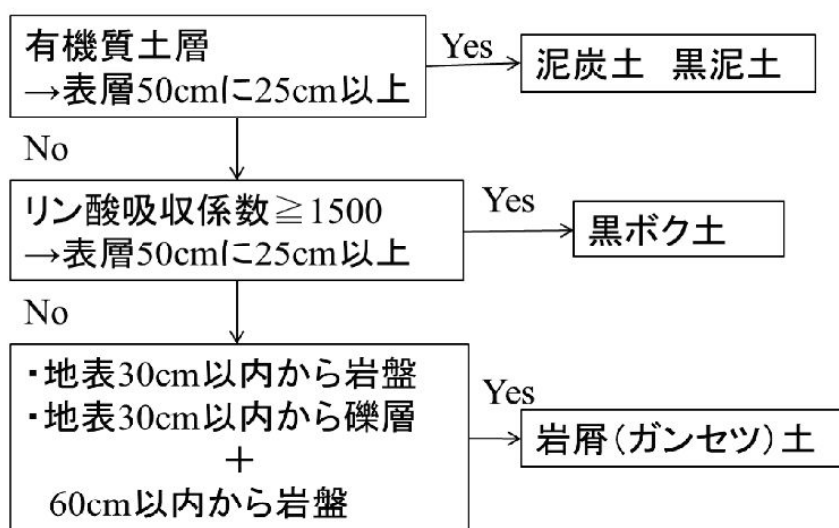 有機質土層
→表層50cmに25cm以上
Yes
泥炭土 黒泥土
No
リン酸吸収係数≧1500
→表層50cmに25cm以上
Yes
黒ボク土
No
・地表30cm以内から岩盤
・地表30cm以内から礫層
＋
60cm以内から岩盤
Yes
岩屑（ガンセツ）土